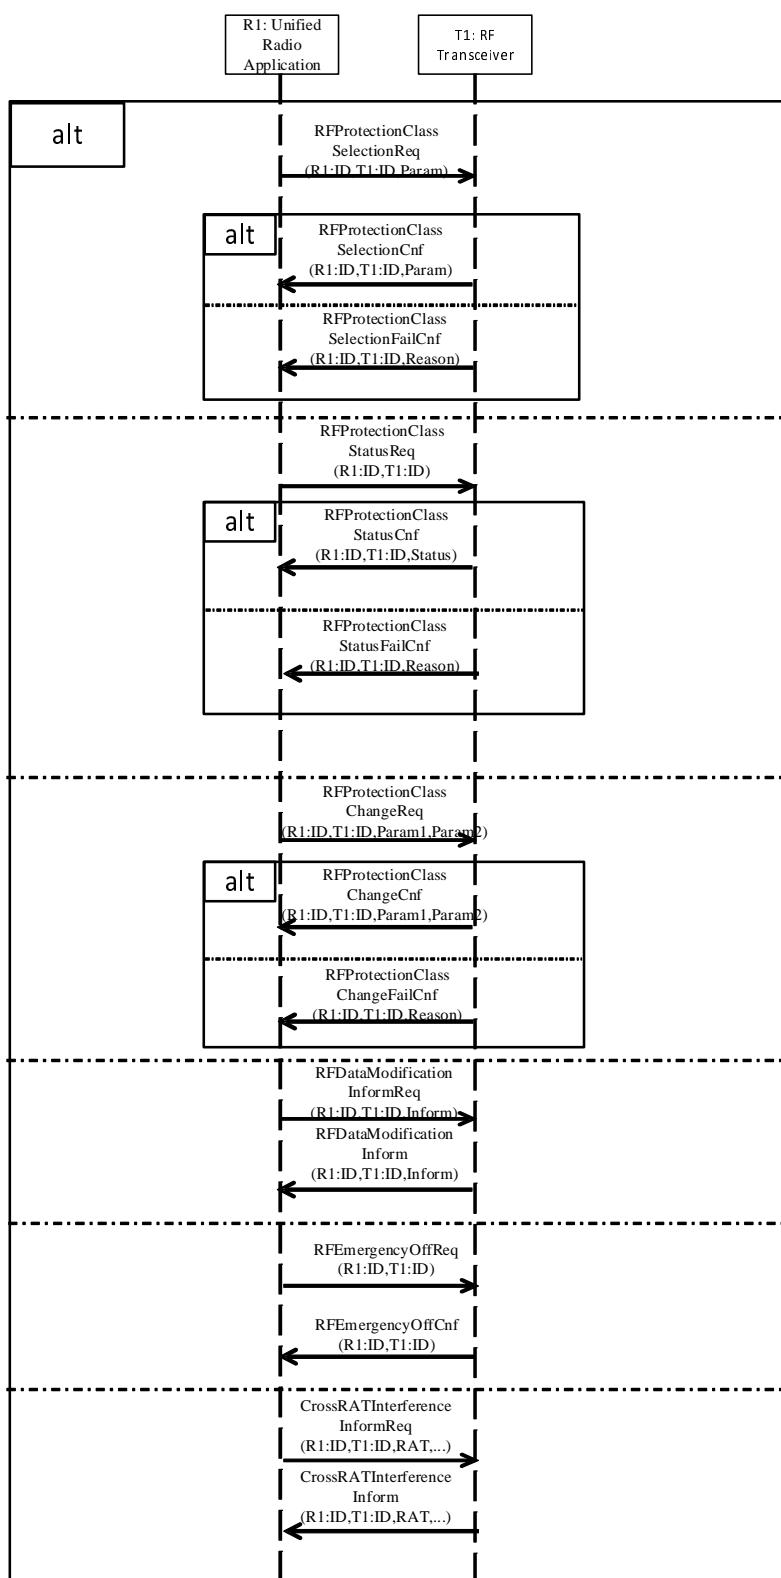 R1: Unified
Radio
Application
T1: RF
Transceiver
alt
RFProtectionClass
SelectionReq
(R1:ID,T1:ID,Param)
alt
RFProtectionClass
SelectionCnf
(R1:ID,T1:ID,Param)
RFProtectionClass
SelectionFailCnf
(R1:ID,T1:ID,Reason)
RFProtectionClass
StatusReq
(R1:ID,T1:ID)
alt
RFProtectionClass
StatusCnf
(R1:ID,T1:ID,Status)
RFProtectionClass
StatusFailCnf
(R1:ID,T1:ID,Reason)
RFProtectionClass
ChangeReq
(R1:ID,T1:ID,Param1,Param2)
alt
RFProtectionClass
ChangeCnf
(R1:ID,T1:ID,Param1,Param2)
RFProtectionClass
ChangeFailCnf
(R1:ID,T1:ID,Reason)
RFDataModification
InformReq
(R1:ID,T1:ID,Inform)
RFDataModification
Inform
(R1:ID,T1:ID,Inform)
RFEmergencyOffReq
(R1:ID,T1:ID)
RFEmergencyOffCnf
(R1:ID,T1:ID)
CrossRATInterference
InformReq
(R1:ID,T1:ID,RAT,...)
CrossRATInterference
Inform
(R1:ID,T1:ID,RAT,...)